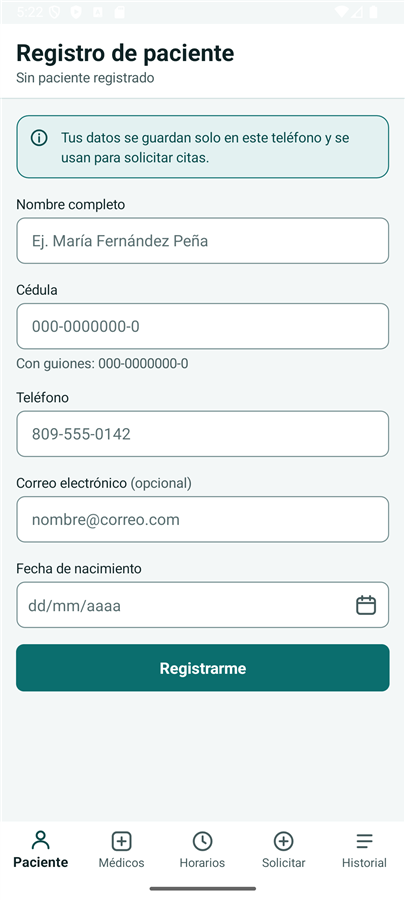 5:22
Registro de paciente
Sin paciente registrado
Tus datos se guardan solo en este teléfono y se
usan para solicitar citas.
Nombre completo
Ej. María Fernández Peña
Cédula
000-0000000-0
Con guiones: 000-0000000-0
Teléfono
809-555-0142
Correo electrónico (opcional)
nombre@correo.com
Fecha de nacimiento
dd/mm/aaaa
Registrarme
Paciente
Médicos
Horarios
Solicitar
Historial